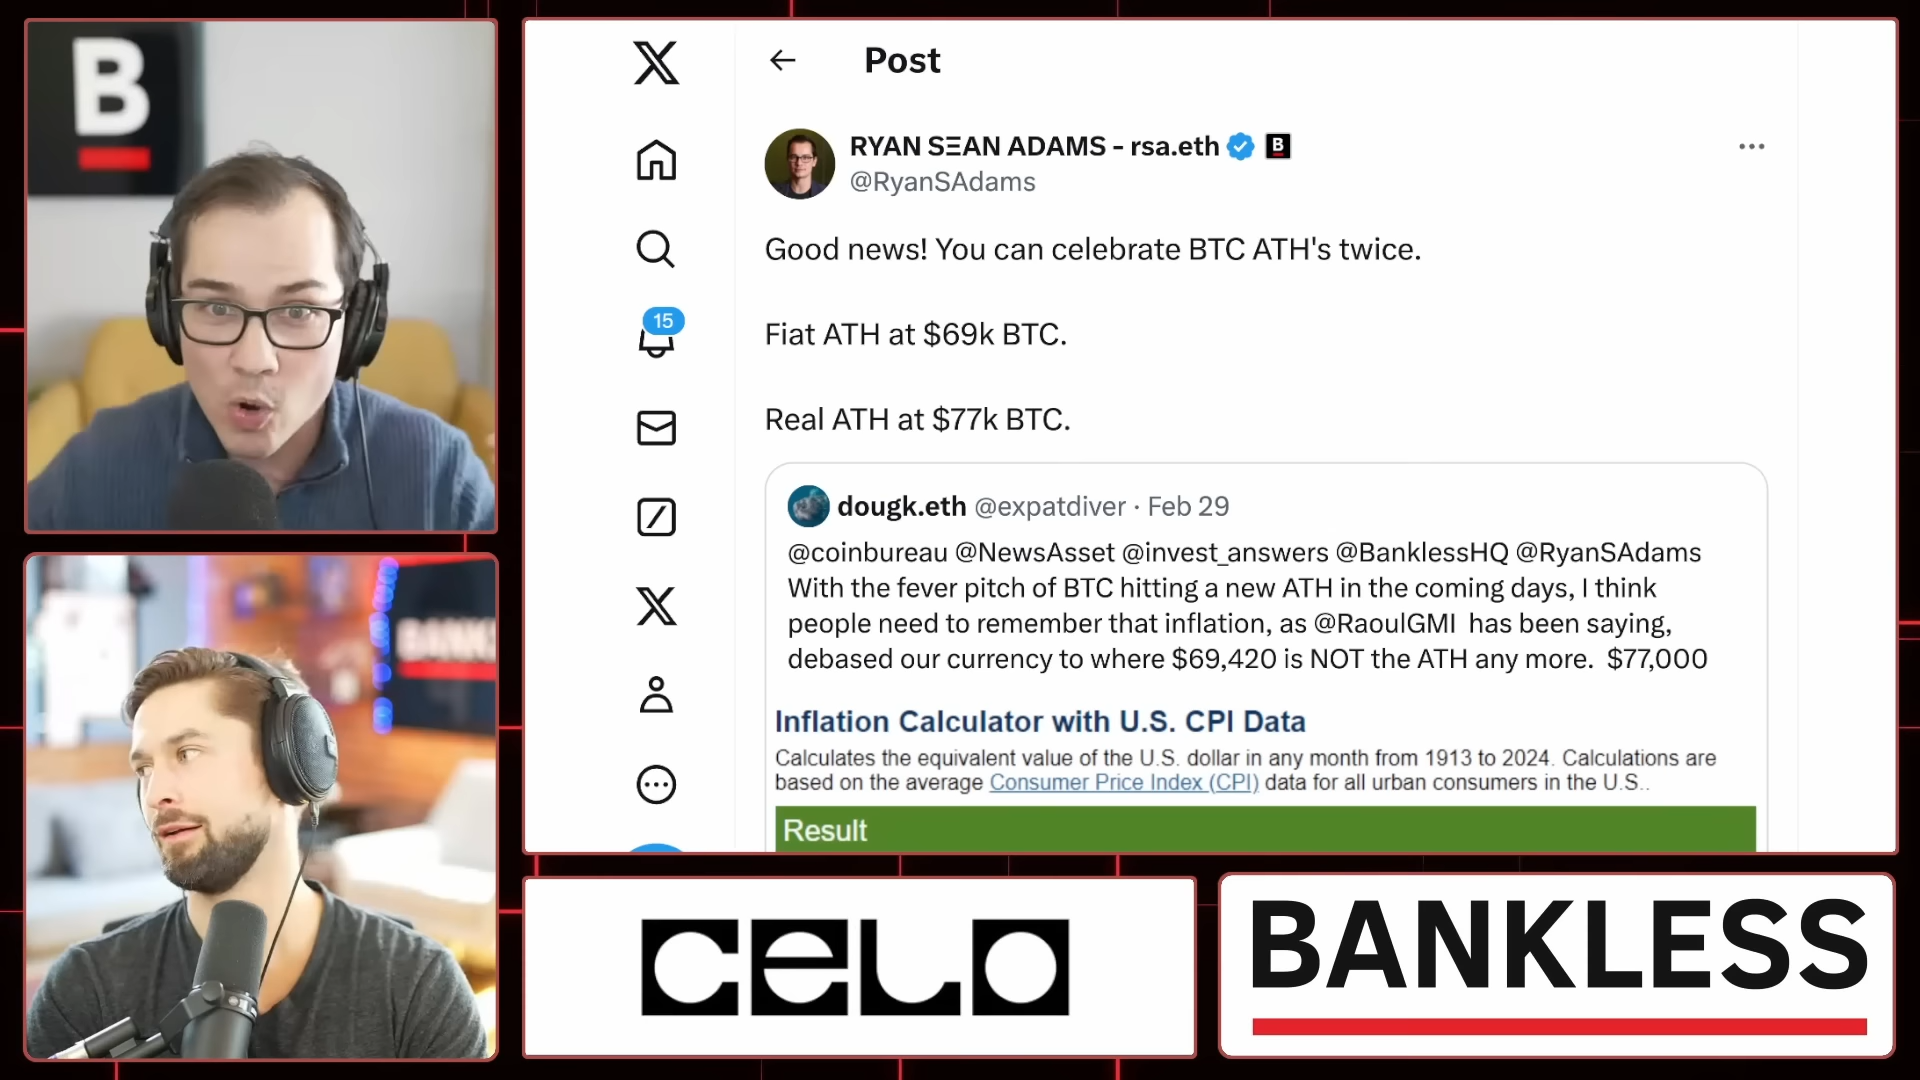 B
BANK
Post
RYAN SΞAN ADAMS - rsa.eth B
@RyanSAdams
Good news! You can celebrate BTC ATH's twice.
15
Fiat ATH at $69k BTC.
Real ATH at $77k BTC.
dougk.eth @expatdiver · Feb 29
@coinbureau @NewsAsset @invest_answers @BanklessHQ @RyanSAdams
With the fever pitch of BTC hitting a new ATH in the coming days, I think
people need to remember that inflation, as @RaoulGMI has been saying,
debased our currency to where $69,420 is NOT the ATH any more. $77,000
Inflation Calculator with U.S. CPI Data
Calculates the equivalent value of the U.S. dollar in any month from 1913 to 2024. Calculations are
based on the average Consumer Price Index (CPI) data for all urban consumers in the U.S..
Result
CELO
BANKLESS